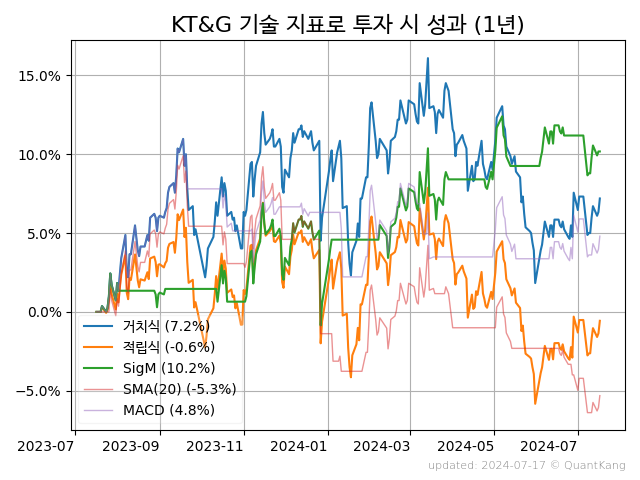 KT&G 기술 지표로 투자 시 성과 (1년)
15.0%
10.0%
5.0%
0.0%
−5.0%
거치식 (7.2%)
적립식 (-0.6%)
SigM (10.2%)
SMA(20) (-5.3%)
MACD (4.8%)
2023-07 2023-09 2023-11 2024-01 2024-03 2024-05 2024-07
updated: 2024-07-17 © QuantKang